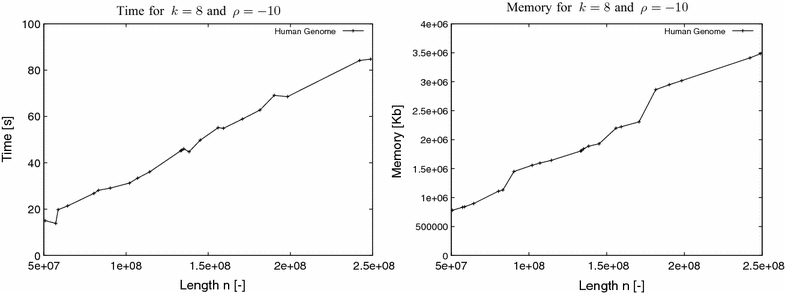 Time for k = 8 and ρ = −10
100
80
60
40
20
0
Time [s]
Human Genome
5e+07
1e+08
1.5e+08
2e+08
2.5e+08
Length n [-]
Memory for k = 8 and ρ = −10
4e+06
3.5e+06
3e+06
2.5e+06
2e+06
1.5e+06
1e+06
500000
0
Memory [Kb]
Human Genome
5e+07
1e+08
1.5e+08
2e+08
2.5e+08
Length n [-]